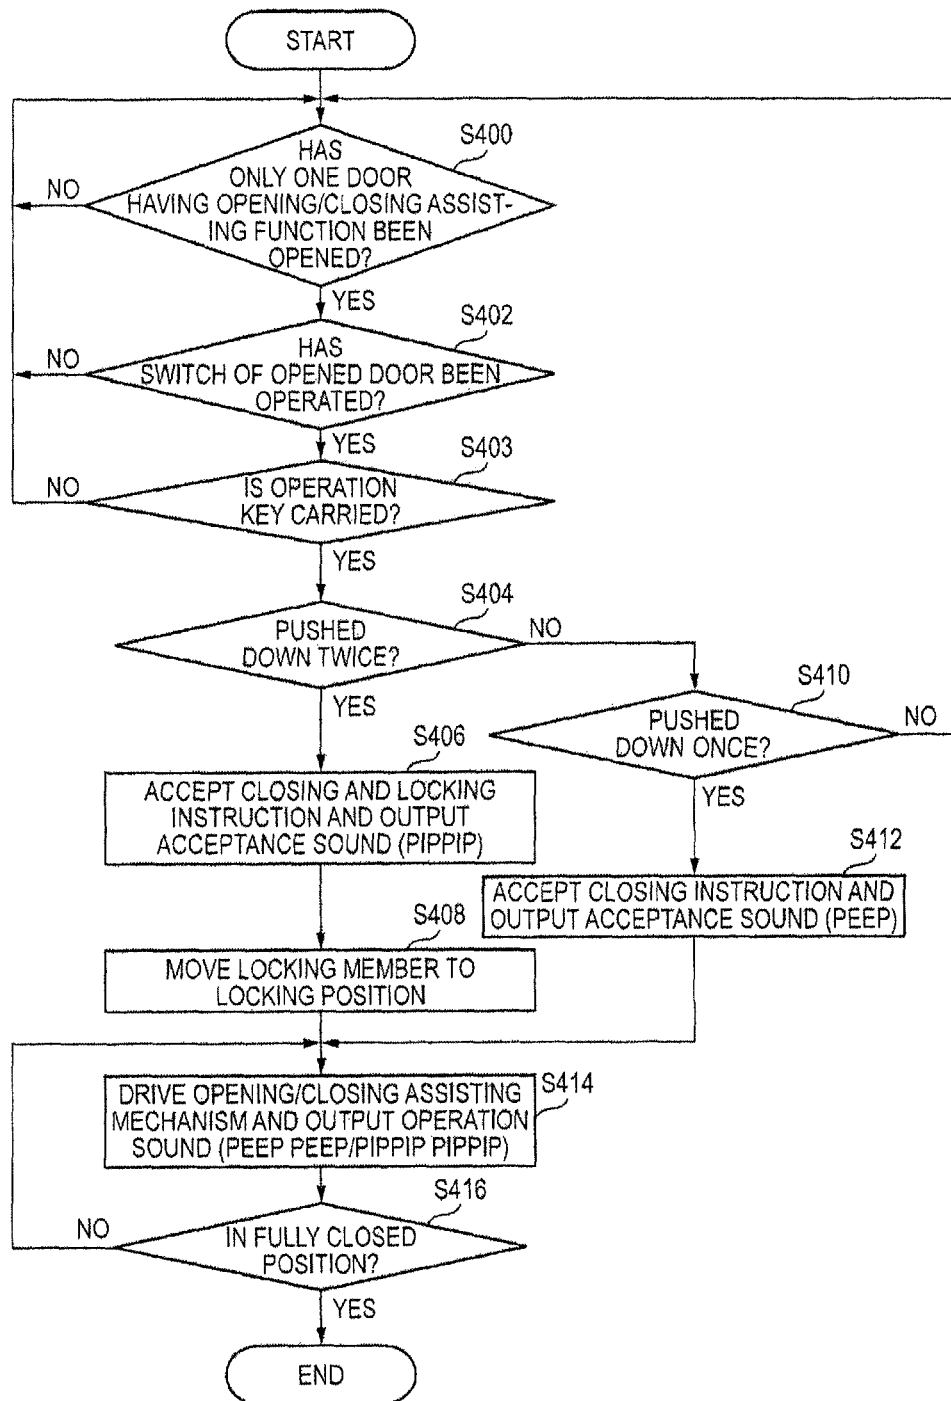 START
S400
HAS
ONLY ONE DOOR
HAVING OPENING/CLOSING ASSIST-
ING FUNCTION BEEN
OPENED?
NO
YES
S402
HAS
SWITCH OF OPENED DOOR BEEN
OPERATED?
NO
YES
S403
IS OPERATION
KEY CARRIED?
NO
YES
S404
PUSHED
DOWN TWICE?
NO
YES
S410
PUSHED
DOWN ONCE?
NO
YES
S406
ACCEPT CLOSING AND LOCKING
INSTRUCTION AND OUTPUT
ACCEPTANCE SOUND (PIPPIP)
S412
ACCEPT CLOSING INSTRUCTION AND
OUTPUT ACCEPTANCE SOUND (PEEP)
S408
MOVE LOCKING MEMBER TO
LOCKING POSITION
S414
DRIVE OPENING/CLOSING ASSISTING
MECHANISM AND OUTPUT OPERATION
SOUND (PEEP PEEP/PIPPIP PIPPIP)
S416
IN FULLY CLOSED
POSITION?
NO
YES
END